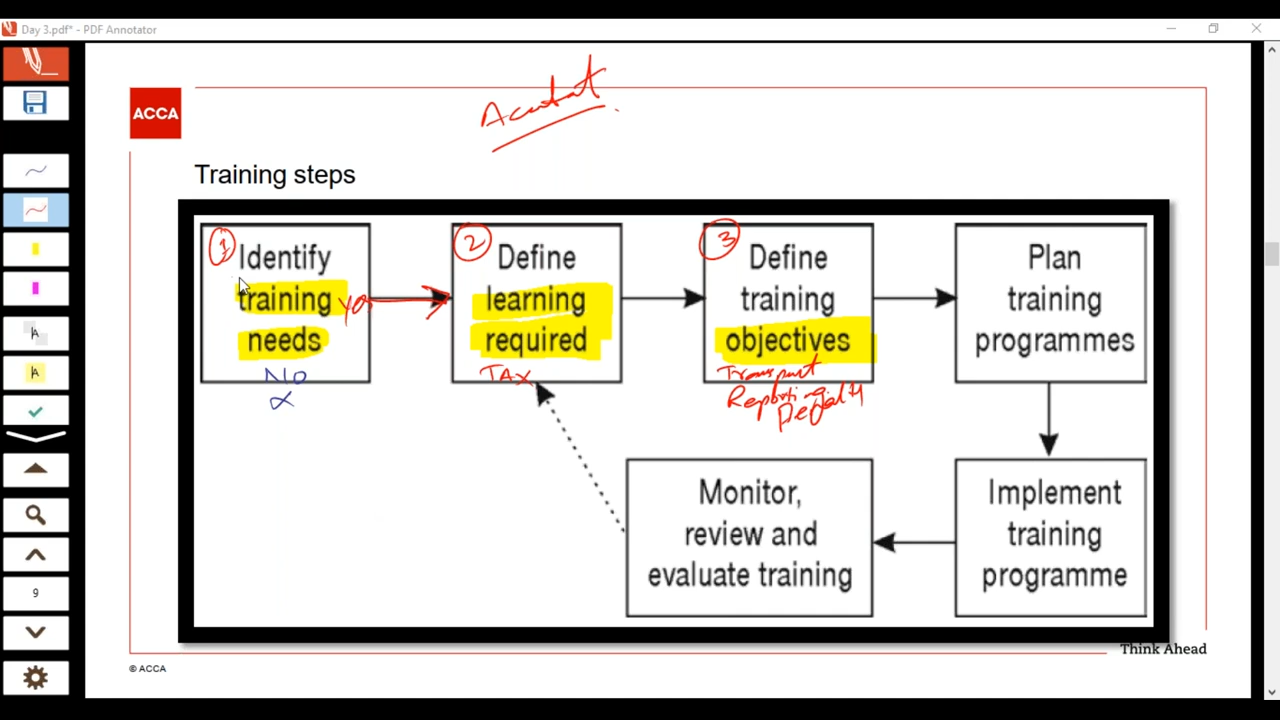 Day 3.pdf* - PDF Annotator
ACCA
Training steps
1
Identify
training
needs
Yes
No
2
Define
learning
required
TAX
3
Define
training
objectives
Reporting
Plan
training
programmes
Implement
training
programme
Monitor,
review and
evaluate training
9
Think Ahead
© ACCA